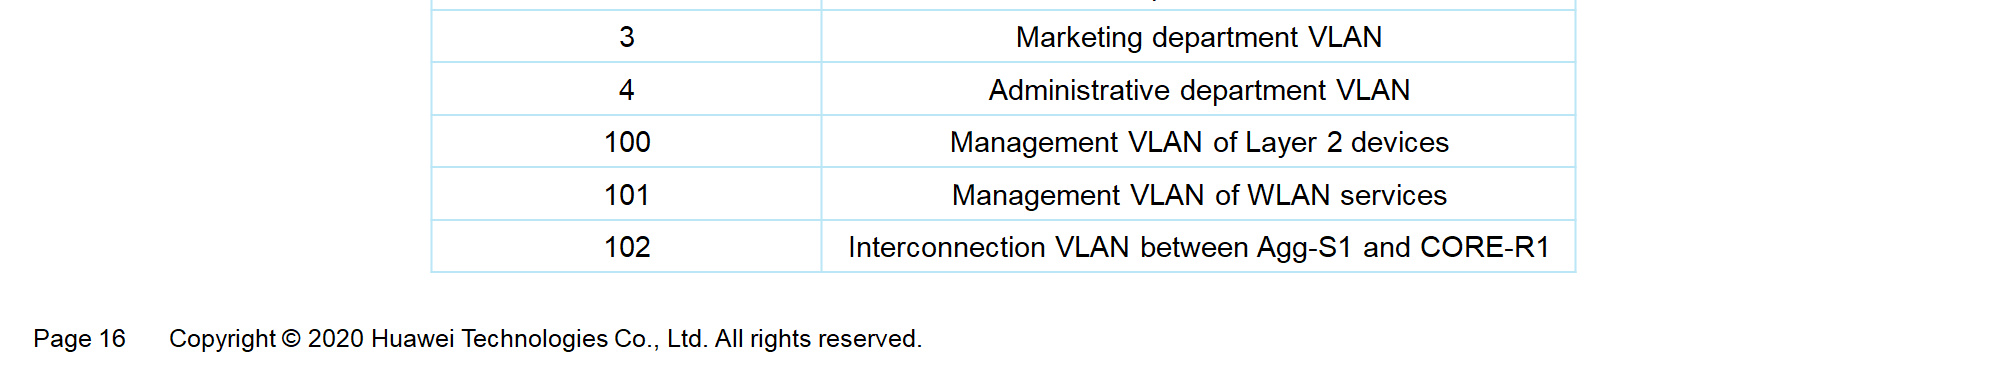 3 Marketing department VLAN
4 Administrative department VLAN
100 Management VLAN of Layer 2 devices
101 Management VLAN of WLAN services
102 Interconnection VLAN between Agg-S1 and CORE-R1
Page 16 Copyright © 2020 Huawei Technologies Co., Ltd. All rights reserved.